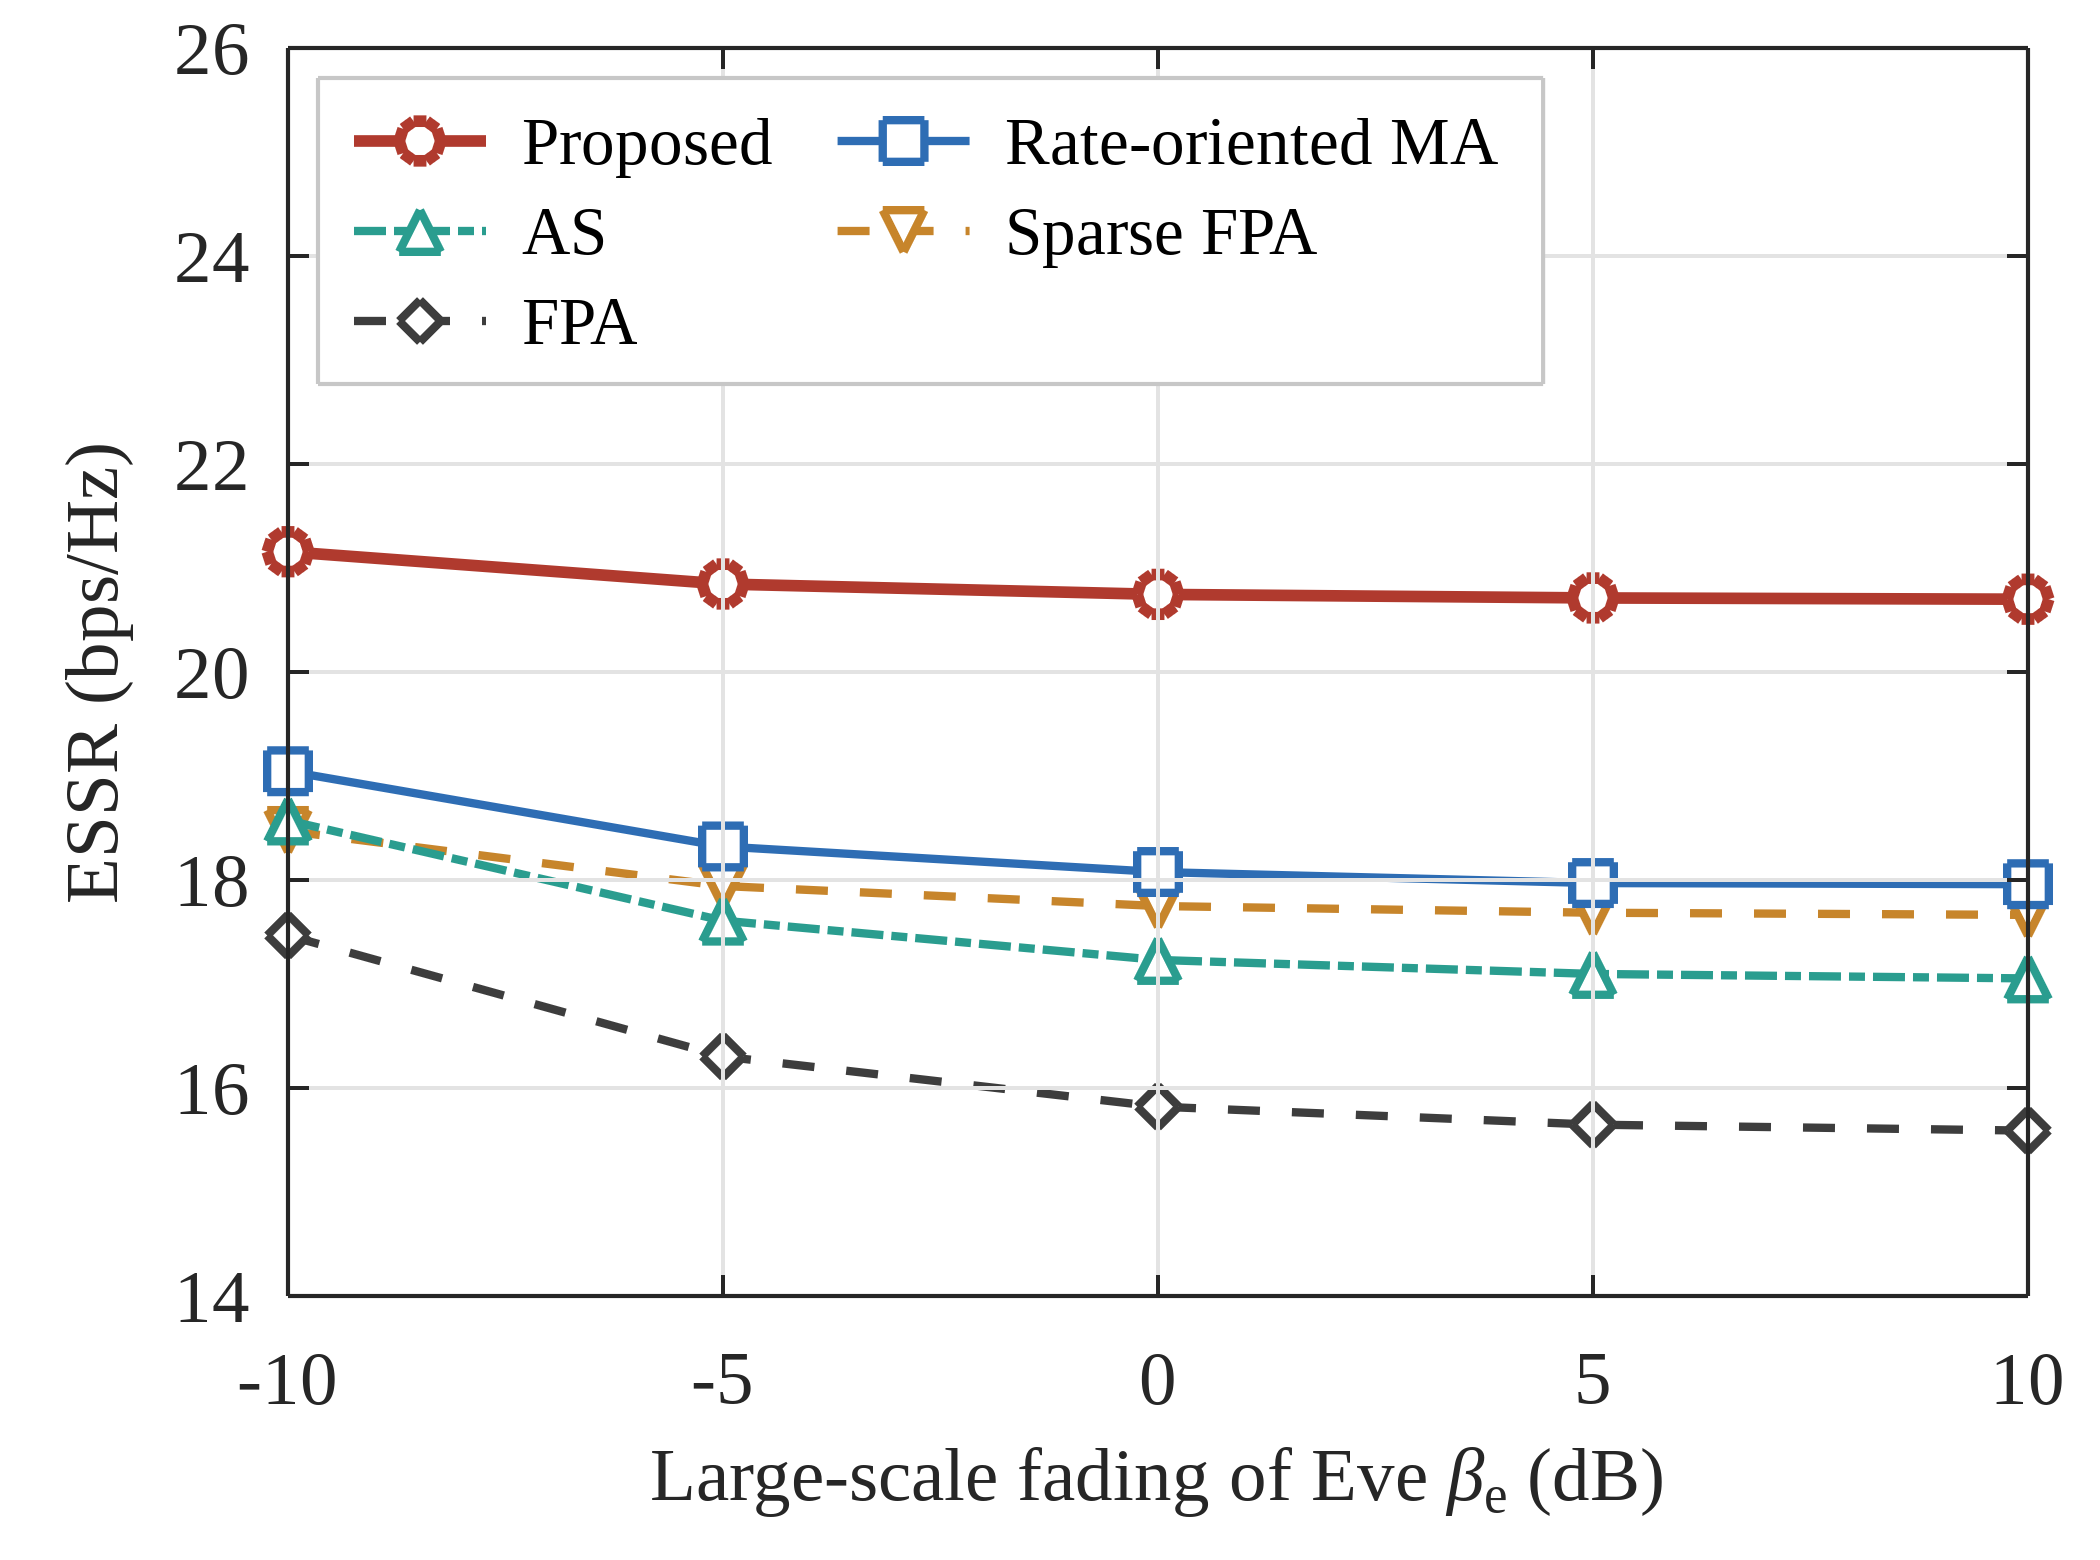 26
24
22
20
18
16
14
ESSR (bps/Hz)
Proposed
Rate-oriented MA
AS
Sparse FPA
FPA
-10 -5 0 5 10
Large-scale fading of Eve βe (dB)